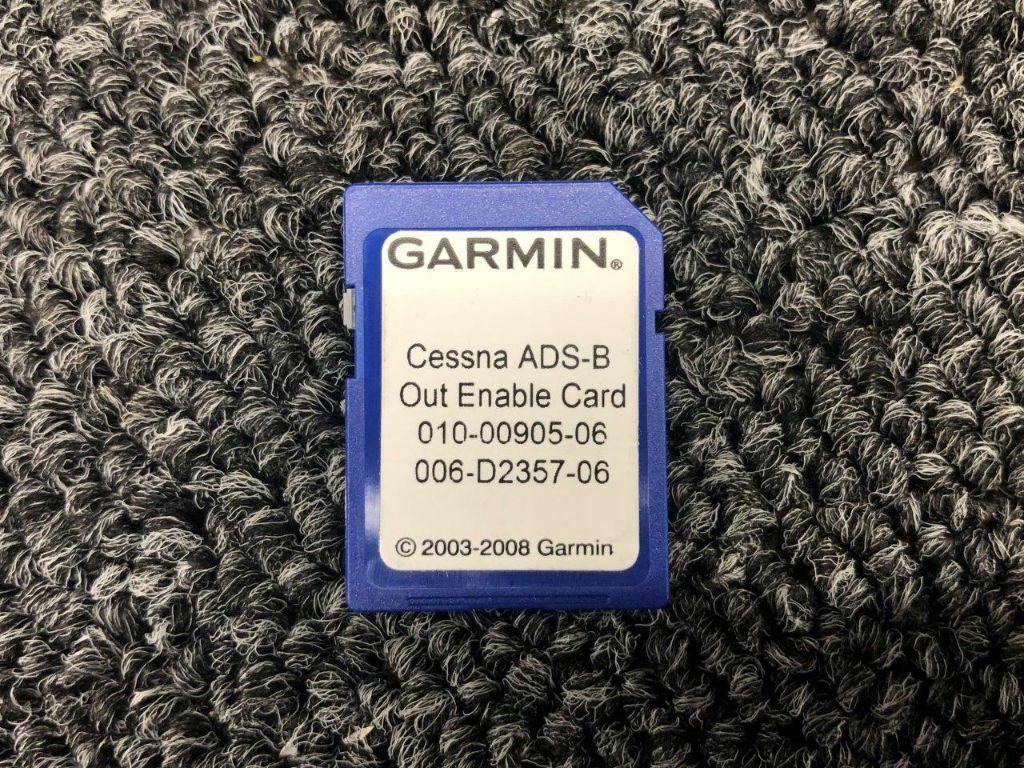 GARMIN®
Cessna ADS-B
Out Enable Card
010-00905-06
006-D2357-06
© 2003-2008 Garmin